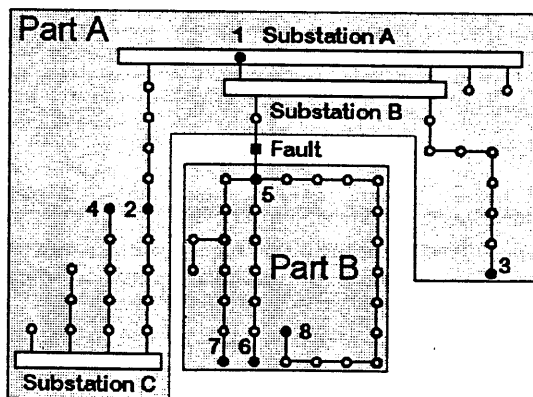 Part A
1 Substation A
Substation B
Fault
4 2 5
Part B 3
8
7 6
Substation C